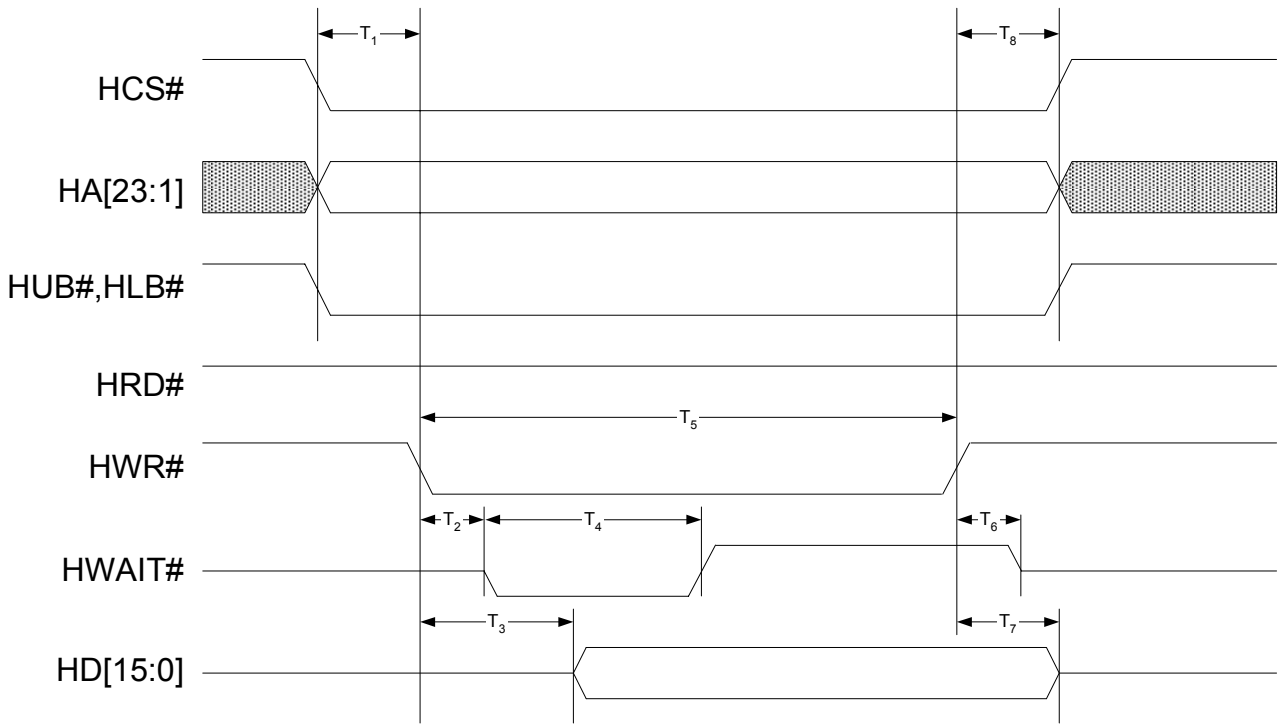 T1
T8
HCS#
HA[23:1]
HUB#,HLB#
HRD#
T5
HWR#
T2
T4
T6
HWAIT#
T3
T7
HD[15:0]